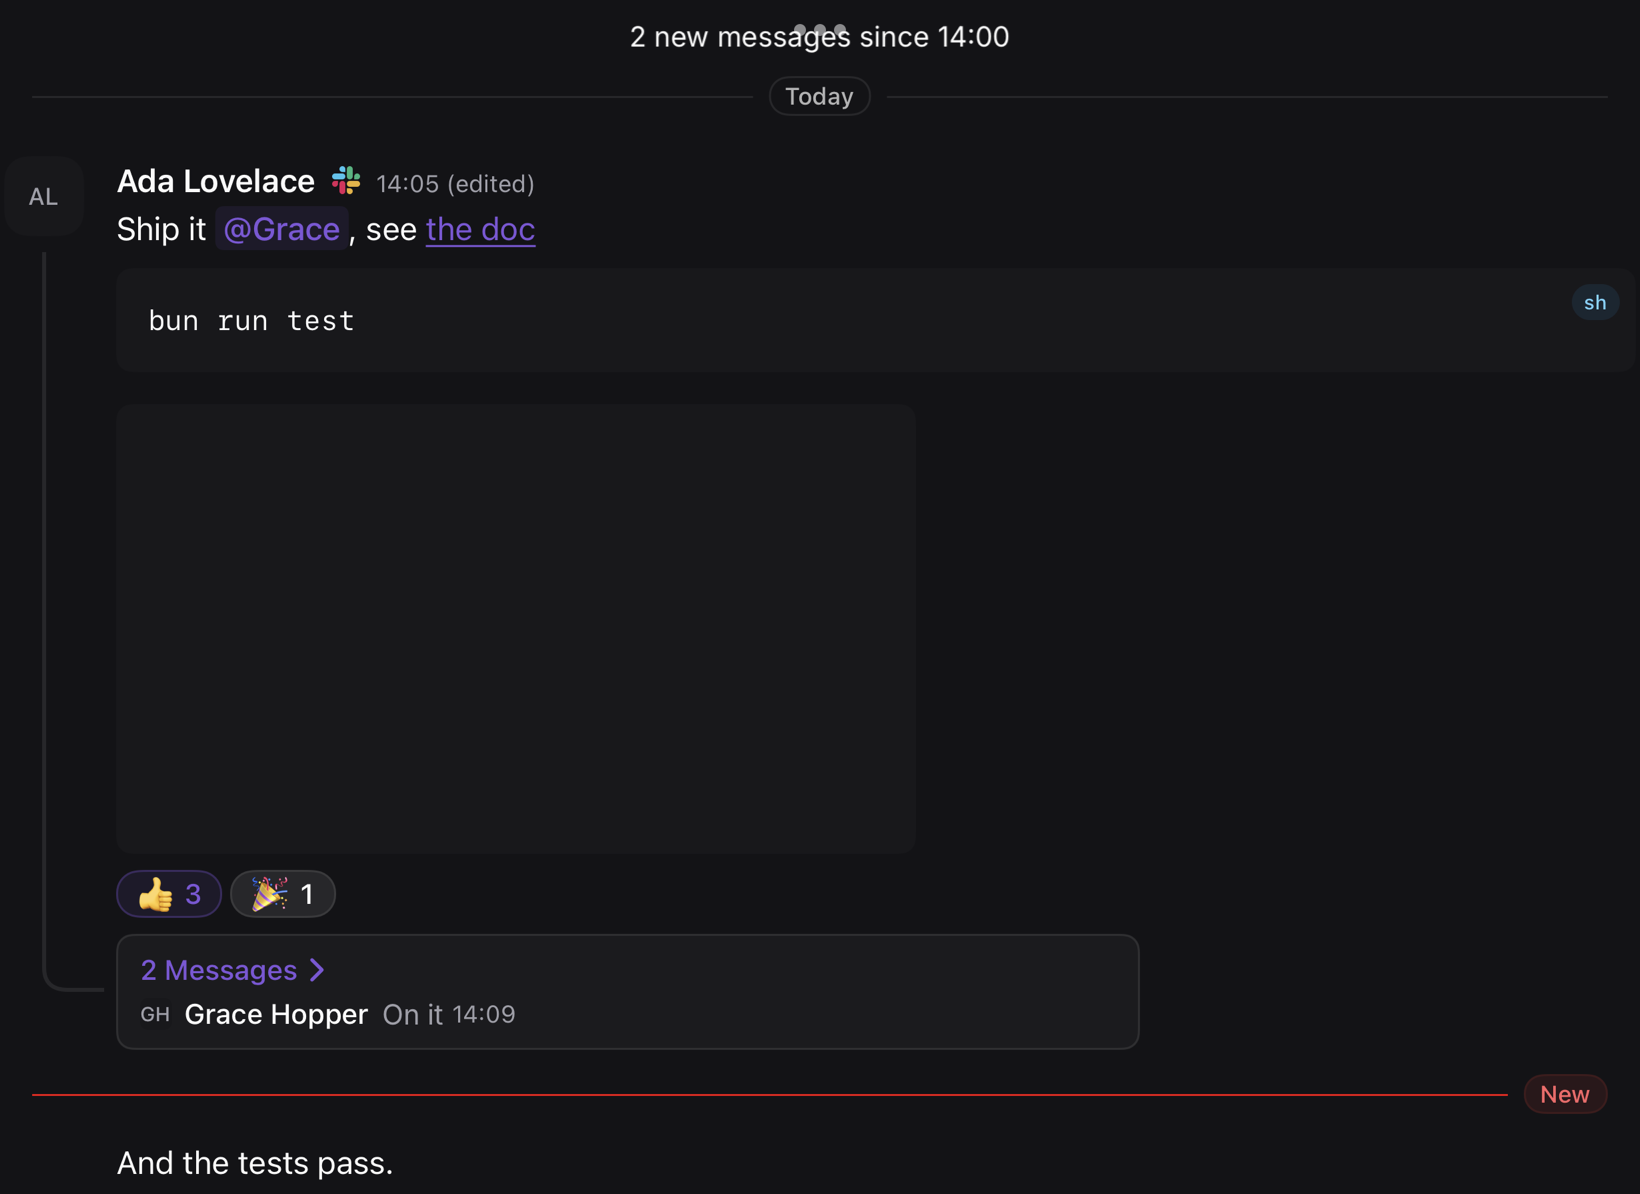 2 new messages since 14:00
Today
AL
Ada Lovelace 14:05 (edited)
Ship it @Grace, see the doc
sh
bun run test
👍 3 🎉 1
2 Messages
GH Grace Hopper On it 14:09
New
And the tests pass.